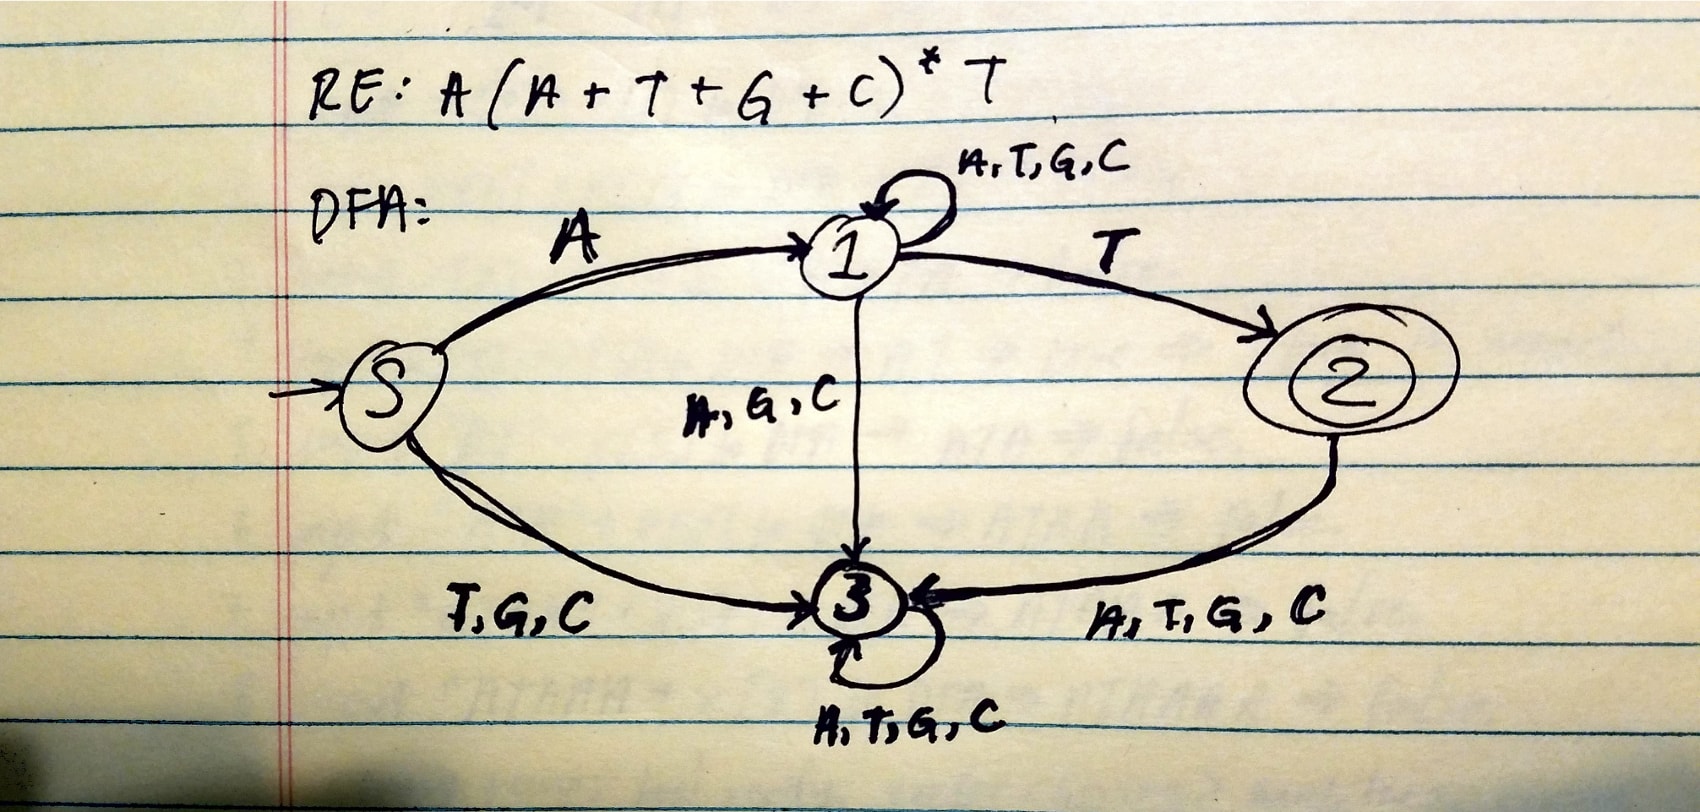 RE: A(A+T+G+C)* T
DFA:
A
A,T,G,C
1
T
S
2
A,G,C
T,G,C
3
A,T,G,C
A,T,G,C